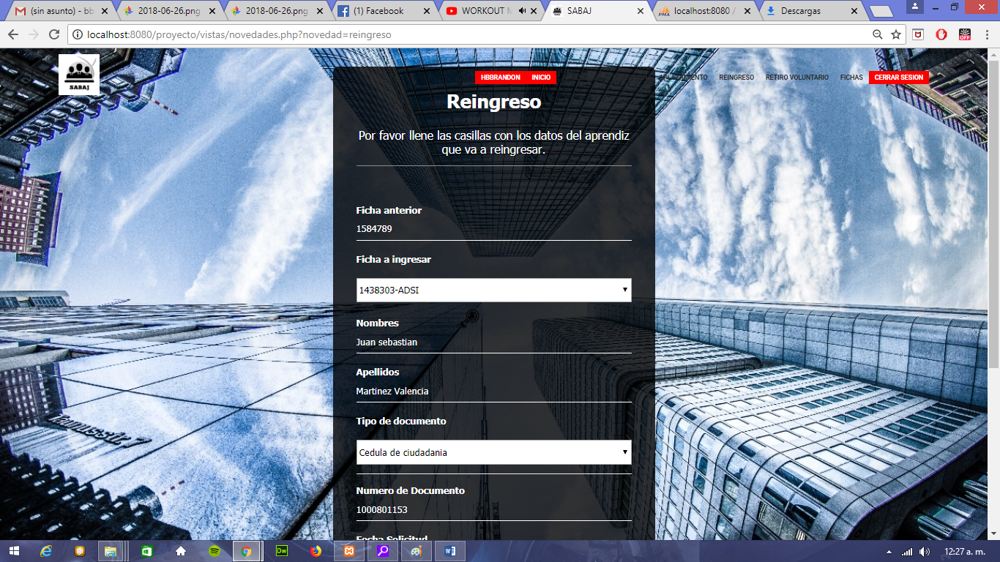 (sin asunto) - bb
2018-06-26.png
2018-06-26.png
(1) Facebook
WORKOUT M
SABAJ
localhost:8080 /
Descargas
localhost:8080/proyecto/vistas/novedades.php?novedad=reingreso
OFF
SABAJ
HBBRANDON INICIO APLAZAMIENTO REINGRESO RETIRO VOLUNTARIO FICHAS CERRAR SESION
Reingreso
Por favor llene las casillas con los datos del aprendiz
que va a reingresar.
Ficha anterior
1584789
Ficha a ingresar
1438303-ADSI
Nombres
Juan sebastian
Apellidos
Martinez Valencia
Tipo de documento
Cedula de ciudadania
Numero de Documento
1000801153
Fecha Solicitud
Dw
12:27 a. m.